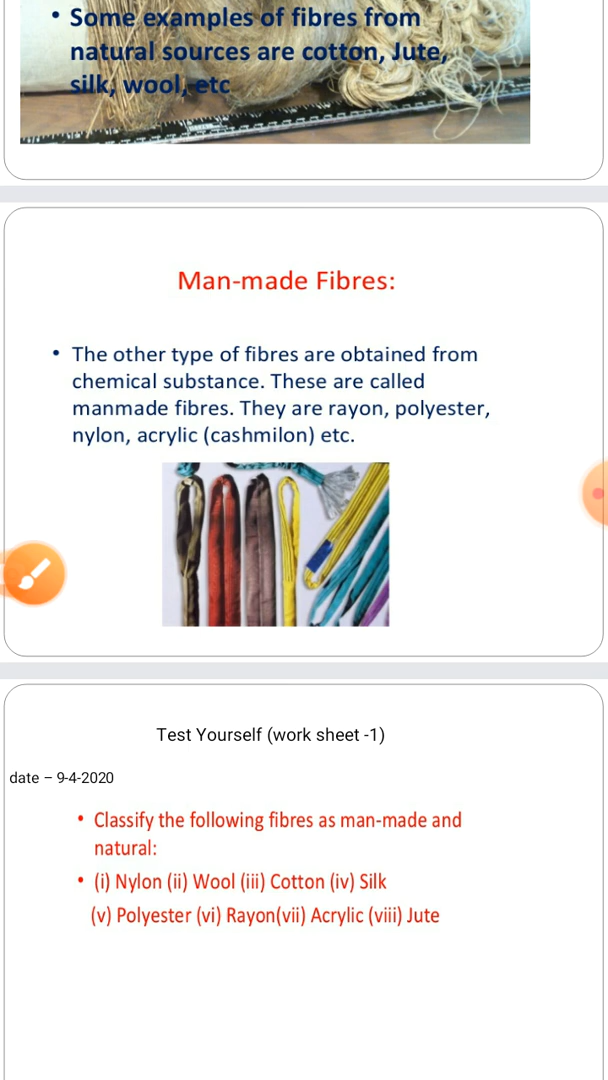 • Some examples of fibres from
natural sources are cotton, Jute,
silk, wool, etc
Man-made Fibres:
• The other type of fibres are obtained from
chemical substance. These are called
manmade fibres. They are rayon, polyester,
nylon, acrylic (cashmilon) etc.
Test Yourself (work sheet -1)
date – 9-4-2020
• Classify the following fibres as man-made and
natural:
• (i) Nylon (ii) Wool (iii) Cotton (iv) Silk
(v) Polyester (vi) Rayon(vii) Acrylic (viii) Jute